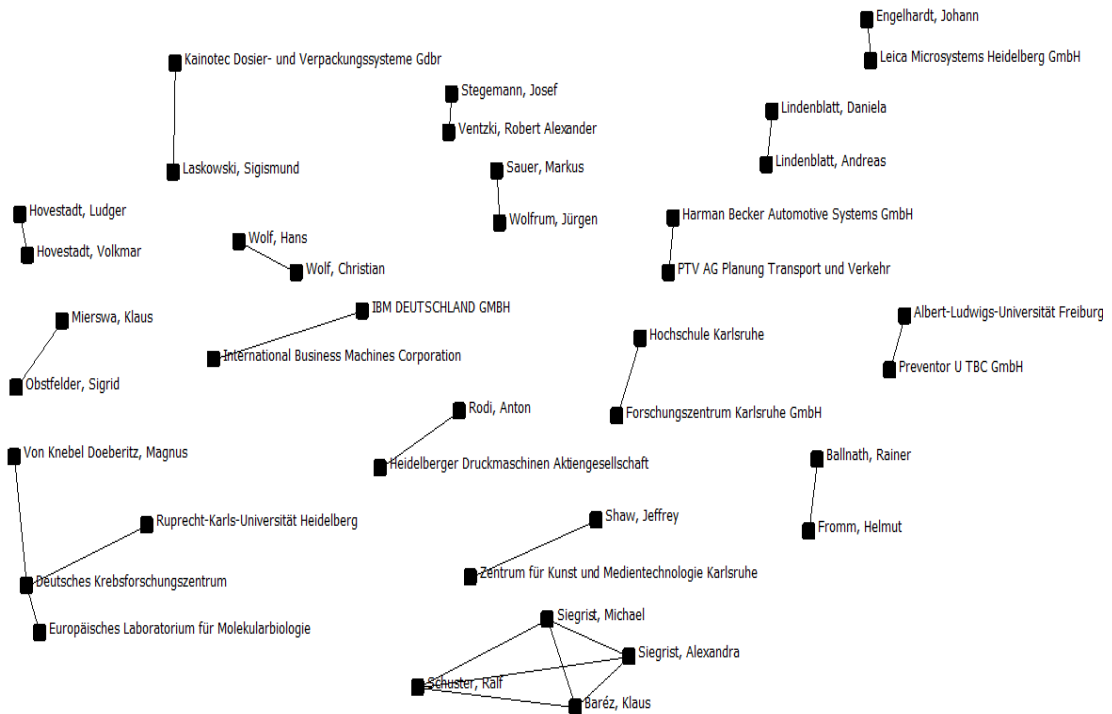 Engelhardt, Johann
Kainotec Dosier- und Verpackungssysteme Gdbr
Leica Microsystems Heidelberg GmbH
Stegemann, Josef
Lindenblatt, Daniela
Ventzki, Robert Alexander
Laskowski, Sigismund
Sauer, Markus
Lindenblatt, Andreas
Hovestadt, Ludger
Wolfrum, Jürgen
Harman Becker Automotive Systems GmbH
Hovestadt, Volkmar
Wolf, Hans
Wolf, Christian
PTV AG Planung Transport und Verkehr
Mierswa, Klaus
IBM DEUTSCHLAND GMBH
Albert-Ludwigs-Universität Freiburg
Hochschule Karlsruhe
International Business Machines Corporation
Preventor U TBC GmbH
Obstfelder, Sigrid
Rodi, Anton
Forschungszentrum Karlsruhe GmbH
Von Knebel Doeberitz, Magnus
Heidelberger Druckmaschinen Aktiengesellschaft
Ballnath, Rainer
Ruprecht-Karls-Universität Heidelberg
Shaw, Jeffrey
Fromm, Helmut
Deutsches Krebsforschungszentrum
Zentrum für Kunst und Medientechnologie Karlsruhe
Europäisches Laboratorium für Molekularbiologie
Siegrist, Michael
Siegrist, Alexandra
Schuster, Ralf
Baréz, Klaus